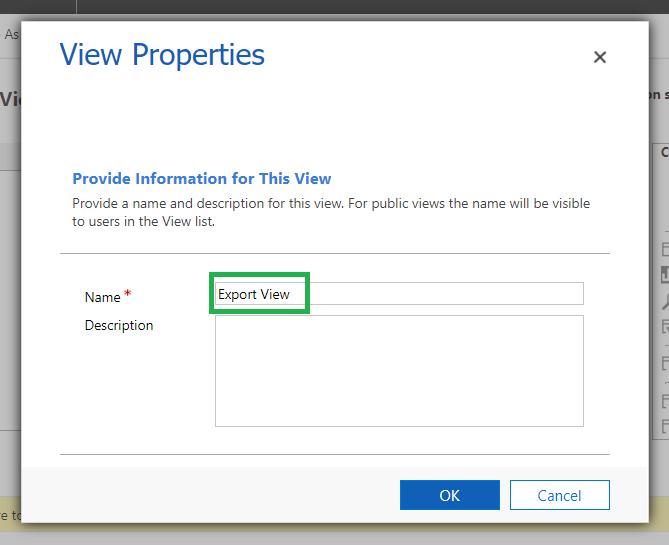 As
View Properties
Vie
on s
Provide Information for This View
C
Provide a name and description for this view. For public views the name will be visible
to users in the View list.
Name *
Export View
Description
OK
Cancel
e to